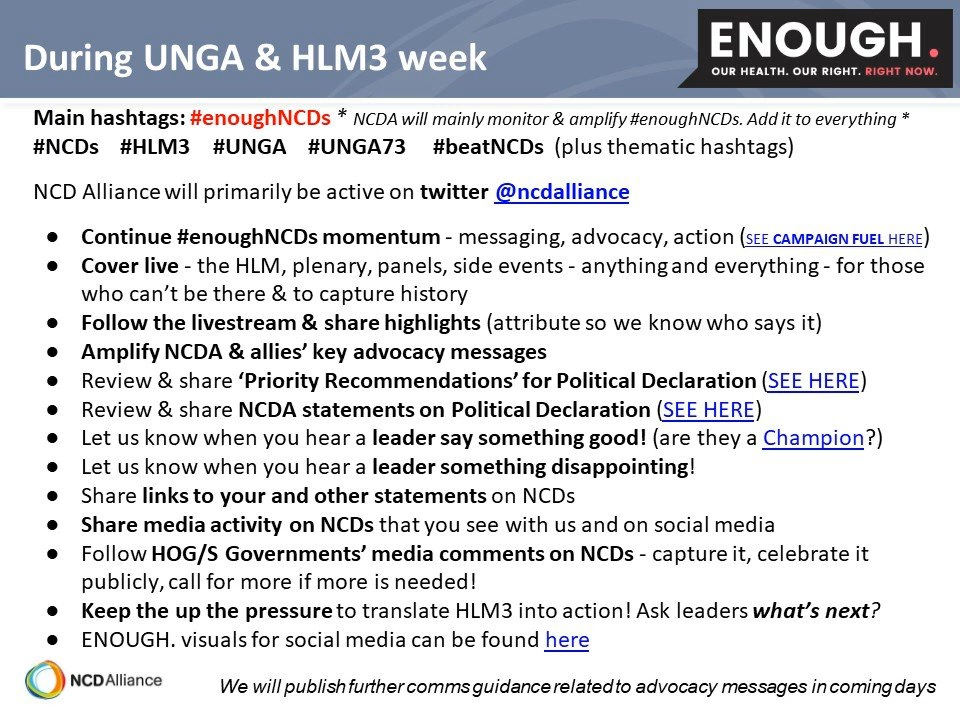 During UNGA & HLM3 week
ENOUGH.
OUR HEALTH. OUR RIGHT. RIGHT NOW.
Main hashtags: #enoughNCDs * NCDA will mainly monitor & amplify #enoughNCDs. Add it to everything *
#NCDs #HLM3 #UNGA #UNGA73 #beatNCDs (plus thematic hashtags)
NCD Alliance will primarily be active on twitter @ncdalliance
● Continue #enoughNCDs momentum - messaging, advocacy, action (SEE CAMPAIGN FUEL HERE)
● Cover live - the HLM, plenary, panels, side events - anything and everything - for those
who can't be there & to capture history
● Follow the livestream & share highlights (attribute so we know who says it)
● Amplify NCDA & allies' key advocacy messages
● Review & share 'Priority Recommendations' for Political Declaration (SEE HERE)
● Review & share NCDA statements on Political Declaration (SEE HERE)
● Let us know when you hear a leader say something good! (are they a Champion?)
● Let us know when you hear a leader something disappointing!
● Share links to your and other statements on NCDs
● Share media activity on NCDs that you see with us and on social media
● Follow HOG/S Governments' media comments on NCDs - capture it, celebrate it
publicly, call for more if more is needed!
● Keep the up the pressure to translate HLM3 into action! Ask leaders what's next?
● ENOUGH. visuals for social media can be found here
NCD Alliance
We will publish further comms guidance related to advocacy messages in coming days